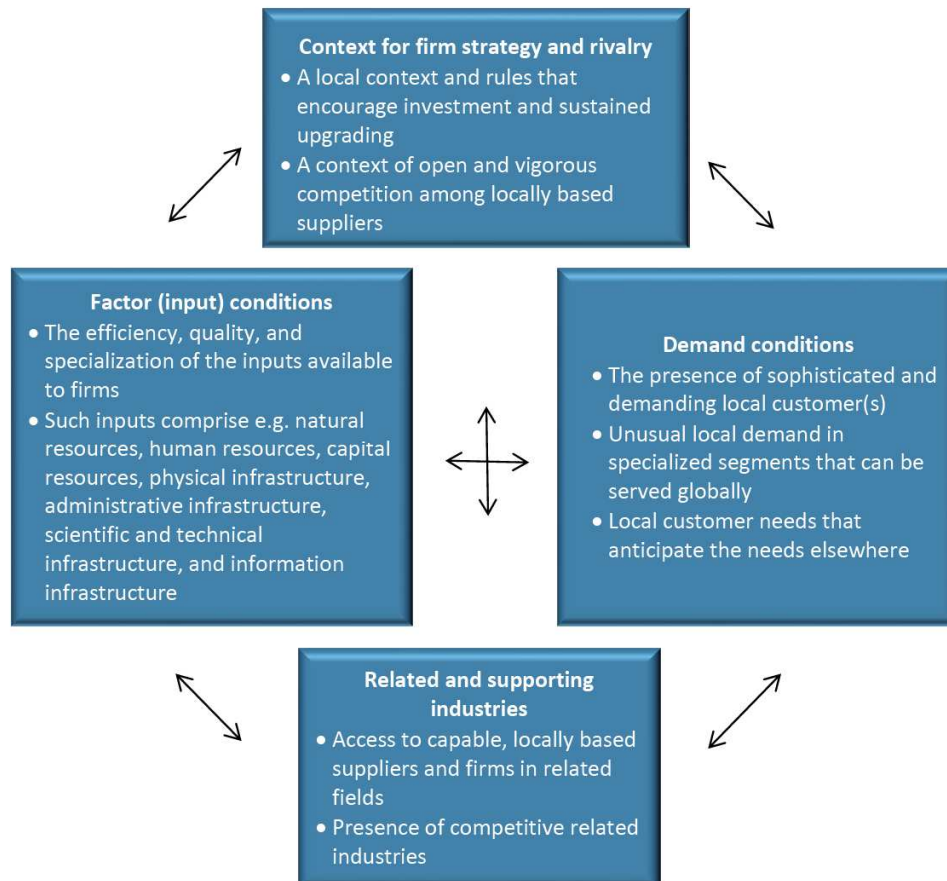 Context for firm strategy and rivalry
• A local context and rules that
encourage investment and sustained
upgrading
• A context of open and vigorous
competition among locally based
suppliers
Factor (input) conditions
• The efficiency, quality, and
specialization of the inputs available
to firms
• Such inputs comprise e.g. natural
resources, human resources, capital
resources, physical infrastructure,
administrative infrastructure,
scientific and technical
infrastructure, and information
infrastructure
Demand conditions
• The presence of sophisticated and
demanding local customer(s)
• Unusual local demand in
specialized segments that can be
served globally
• Local customer needs that
anticipate the needs elsewhere
Related and supporting
industries
• Access to capable, locally based
suppliers and firms in related
fields
• Presence of competitive related
industries